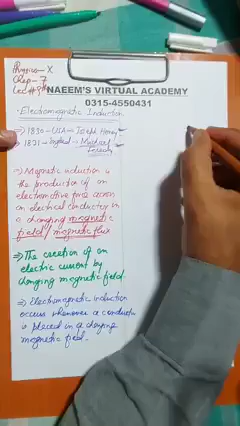 Physics - X
Chap - 7
Lec # 3
NAEEM'S VIRTUAL ACADEMY
0315-4550431
Electromagnetic Induction
⇒ 1830 - USA - Joseph Henry
⇒ 1831 - England - Michael
Faraday
⇒ Magnetic induction is
the production of an
electromotive force across
an electrical conductor in
a changing magnetic
field / magnetic flux
⇒ The creation of an
electric current by
changing magnetic field.
⇒ Electromagnetic induction
occurs whenever a conductor
is placed in a changing
magnetic field.